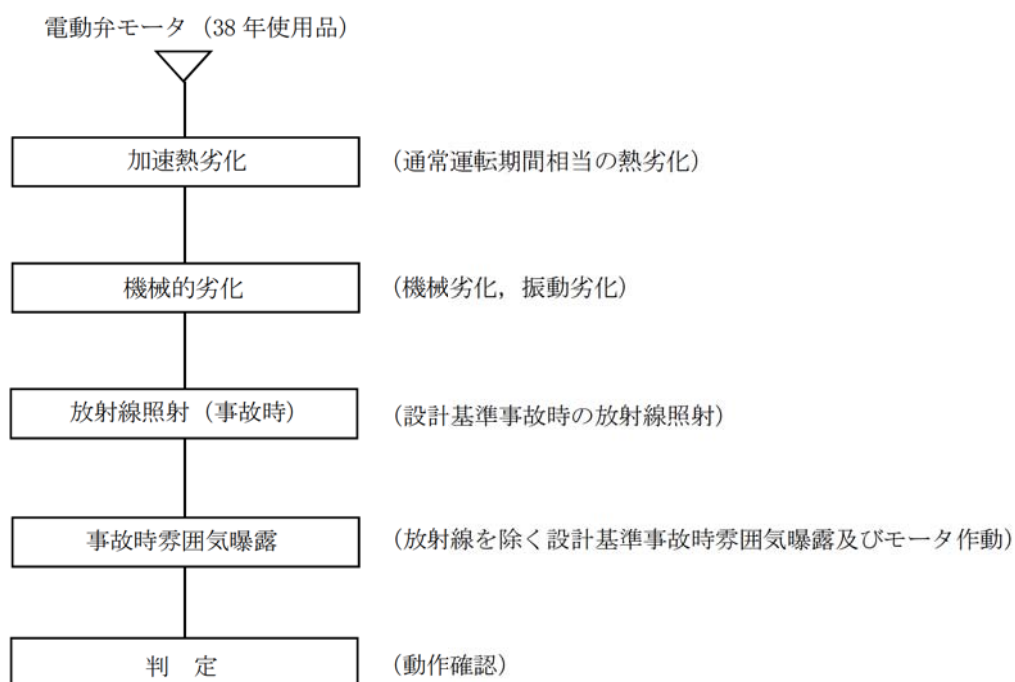 電動弁モータ（38 年使用品）
加速熱劣化 （通常運転期間相当の熱劣化）
機械的劣化 （機械劣化，振動劣化）
放射線照射（事故時） （設計基準事故時の放射線照射）
事故時雰囲気曝露 （放射線を除く設計基準事故時雰囲気曝露及びモータ作動）
判　定 （動作確認）